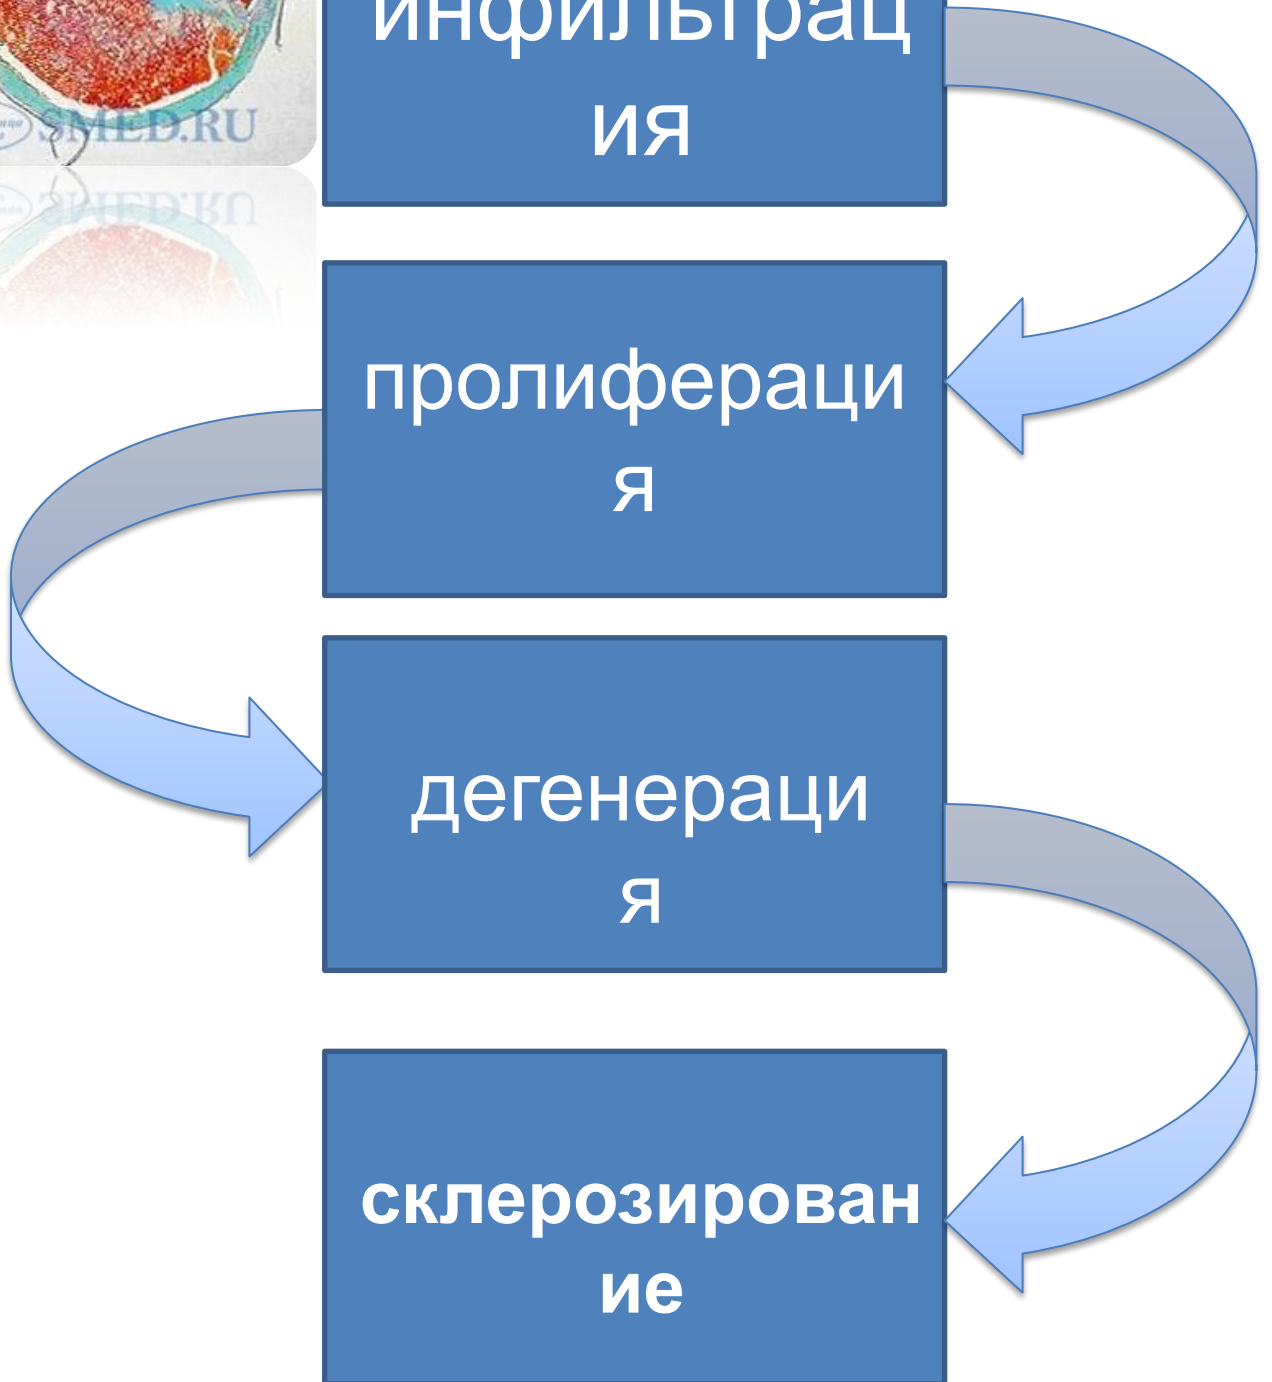 инфильтрац
ия
SMED.RU
пролифераци
я
дегенераци
я
склерозирован
ие